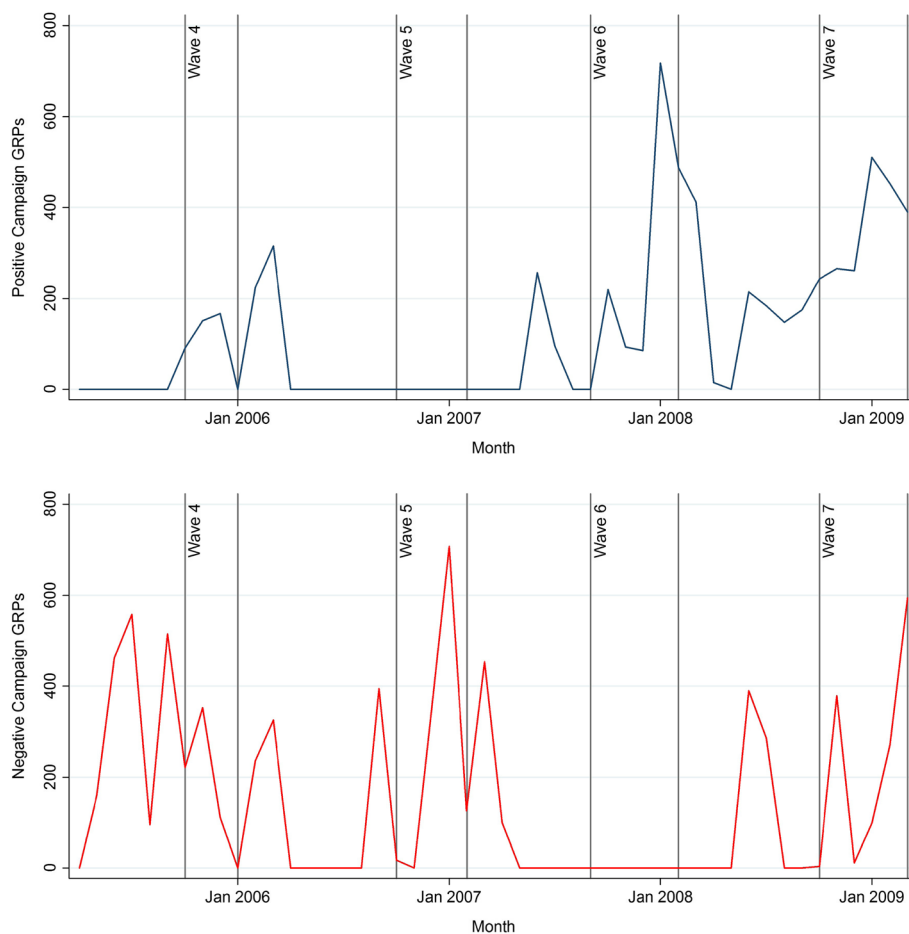 Positive Campaign GRPs
800
600
400
200
0
Wave 4
Wave 5
Wave 6
Wave 7
Jan 2006 Jan 2007 Jan 2008 Jan 2009
Month
Negative Campaign GRPs
800
600
400
200
0
Wave 4
Wave 5
Wave 6
Wave 7
Jan 2006 Jan 2007 Jan 2008 Jan 2009
Month